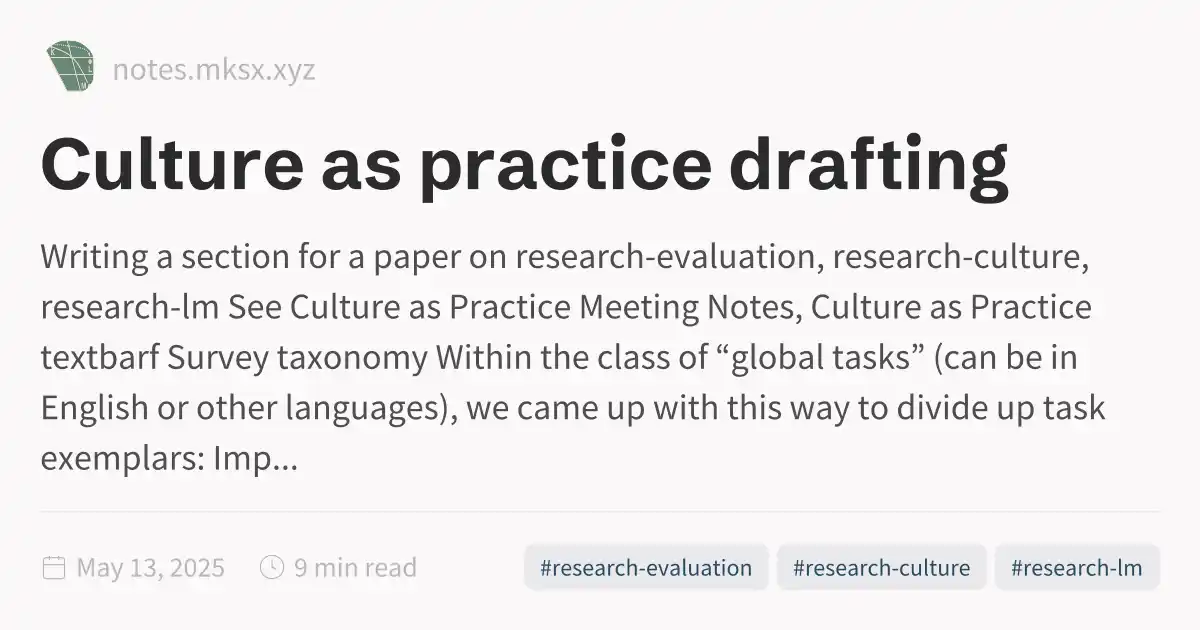 notes.mksx.xyz
Culture as practice drafting
Writing a section for a paper on research-evaluation, research-culture,
research-lm See Culture as Practice Meeting Notes, Culture as Practice
textbarf Survey taxonomy Within the class of “global tasks” (can be in
English or other languages), we came up with this way to divide up task
exemplars: Imp...
May 13, 2025 9 min read #research-evaluation #research-culture #research-lm